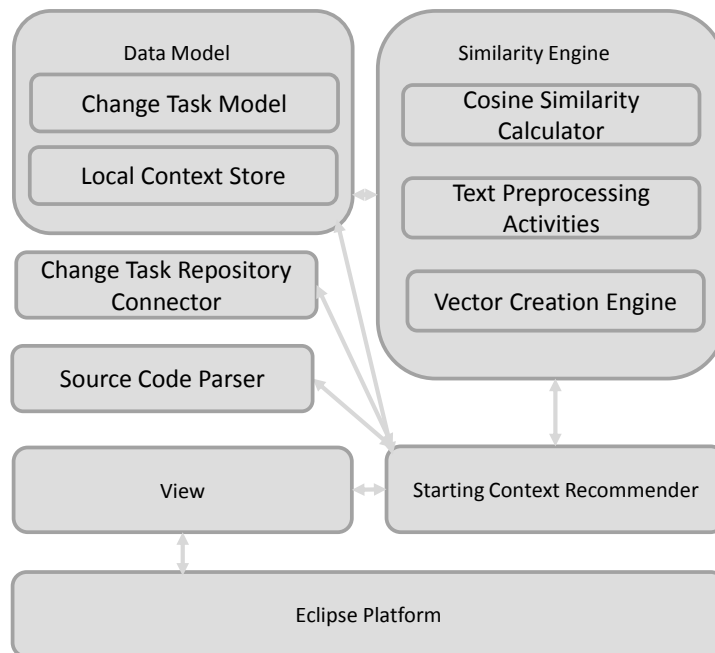 Data Model
Change Task Model
Local Context Store
Similarity Engine
Cosine Similarity
Calculator
Text Preprocessing
Activities
Vector Creation Engine
Change Task Repository
Connector
Source Code Parser
View
Starting Context Recommender
Eclipse Platform